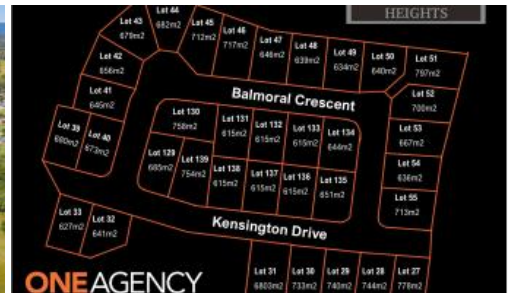 HEIGHTS
Lot 43
679m2
Lot 44
682m2
Lot 45
712m2
Lot 46
717m2
Lot 47
646m2
Lot 48
639m2
Lot 49
634m2
Lot 50
640m2
Lot 51
797m2
Lot 42
656m2
Lot 41
646m2
Lot 52
700m2
Balmoral Crescent
Lot 39
680m2
Lot 40
673m2
Lot 130
758m2
Lot 131
615m2
Lot 132
615m2
Lot 133
615m2
Lot 134
644m2
Lot 53
667m2
Lot 129
685m2
Lot 139
754m2
Lot 138
615m2
Lot 137
615m2
Lot 136
615m2
Lot 135
651m2
Lot 54
636m2
Lot 55
713m2
Lot 33
627m2
Lot 32
641m2
Kensington Drive
Lot 31
6803m2
Lot 30
733m2
Lot 29
740m2
Lot 28
744m2
Lot 27
778m2
ONEAGENCY